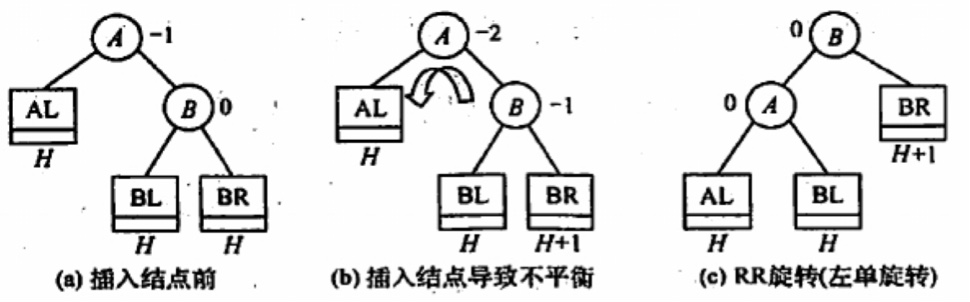 A -1
AL
H
B 0
BL
H
BR
H
(a) 插入结点前
A -2
AL
H
B -1
BL
H
BR
H+1
(b) 插入结点导致不平衡
0 B
0 A
BR
H+1
AL
H
BL
H
(c) RR旋转(左单旋转)